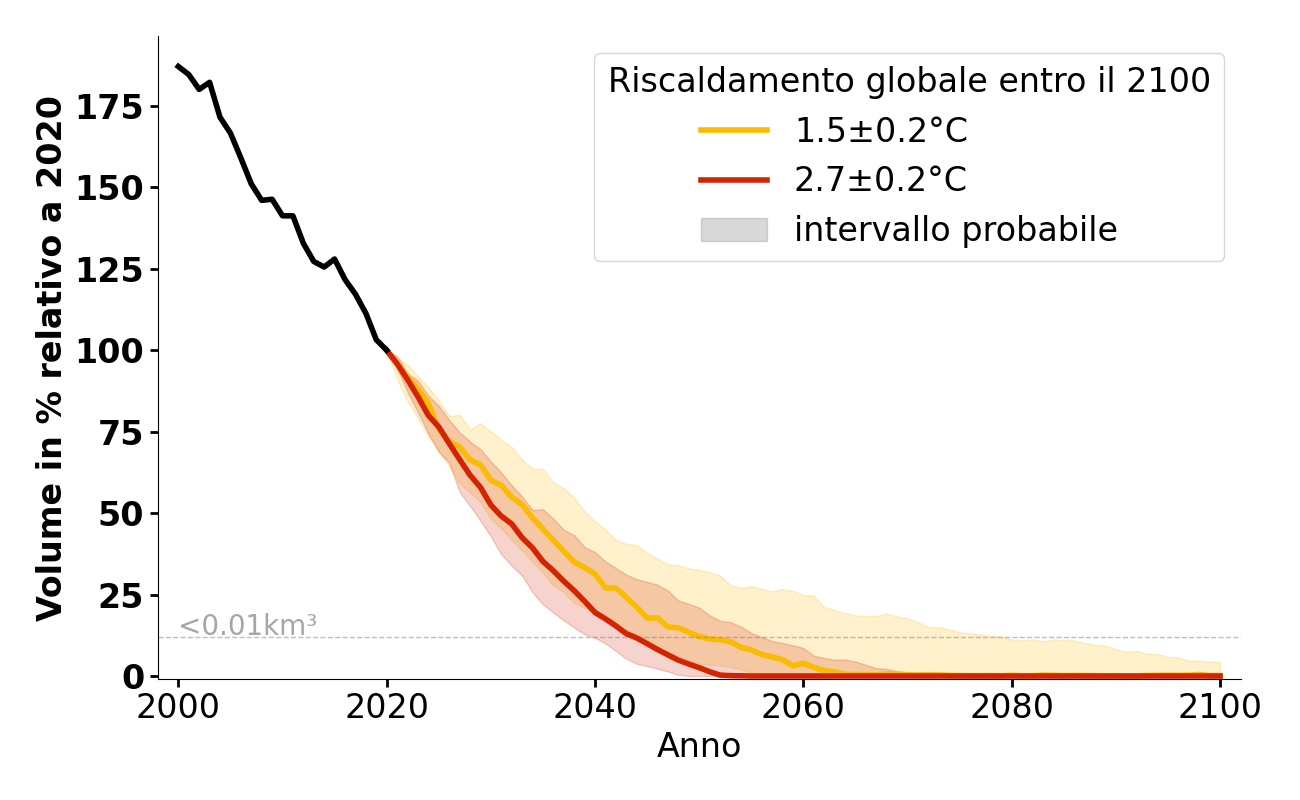 Riscaldamento globale entro il 2100
1.5±0.2°C
2.7±0.2°C
intervallo probabile
Volume in % relativo a 2020
175
150
125
100
75
50
25
0
<0.01km³
2000 2020 2040 2060 2080 2100
Anno